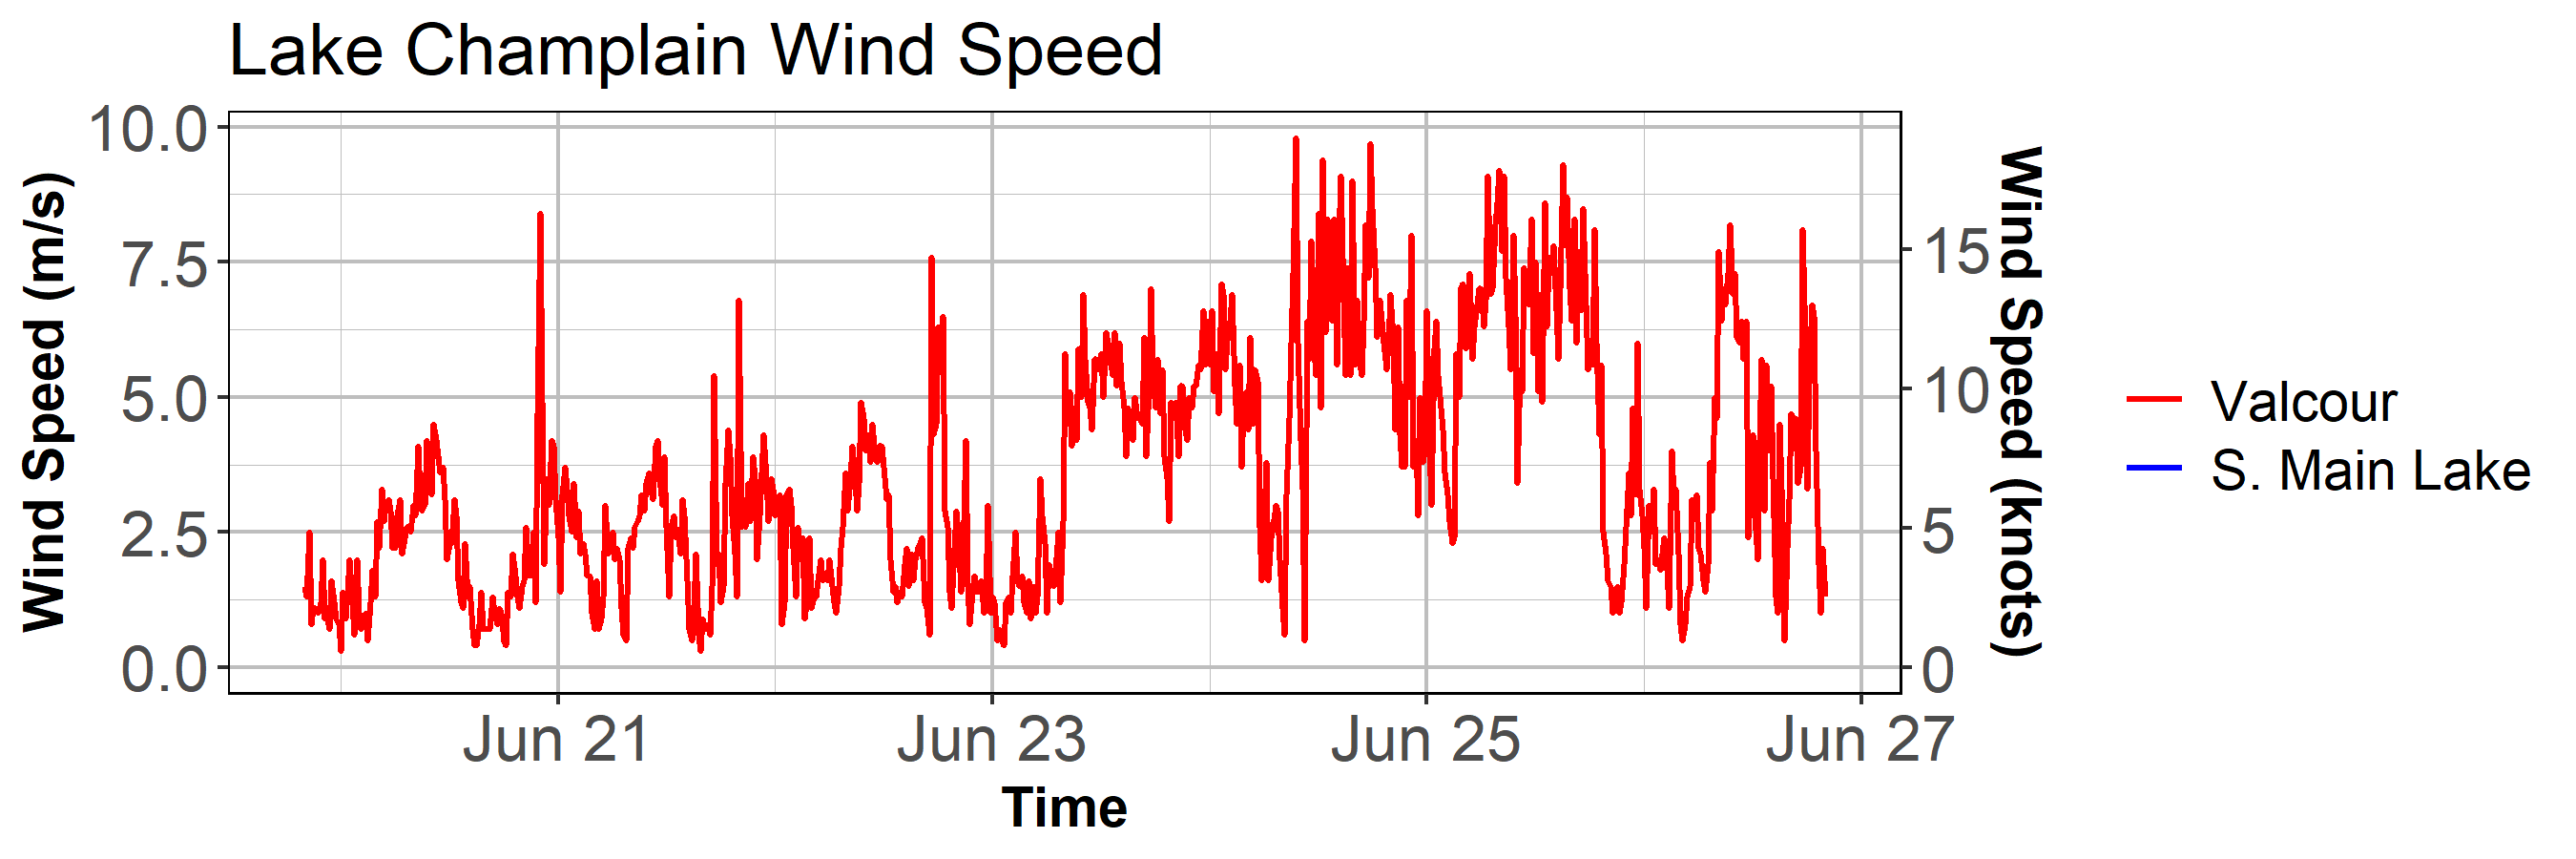 Lake Champlain Wind Speed
Wind Speed (m/s)
10.0
7.5
5.0
2.5
0.0
15
10
5
0
Wind Speed (knots)
Jun 21
Jun 23
Jun 25
Jun 27
Time
Valcour
S. Main Lake